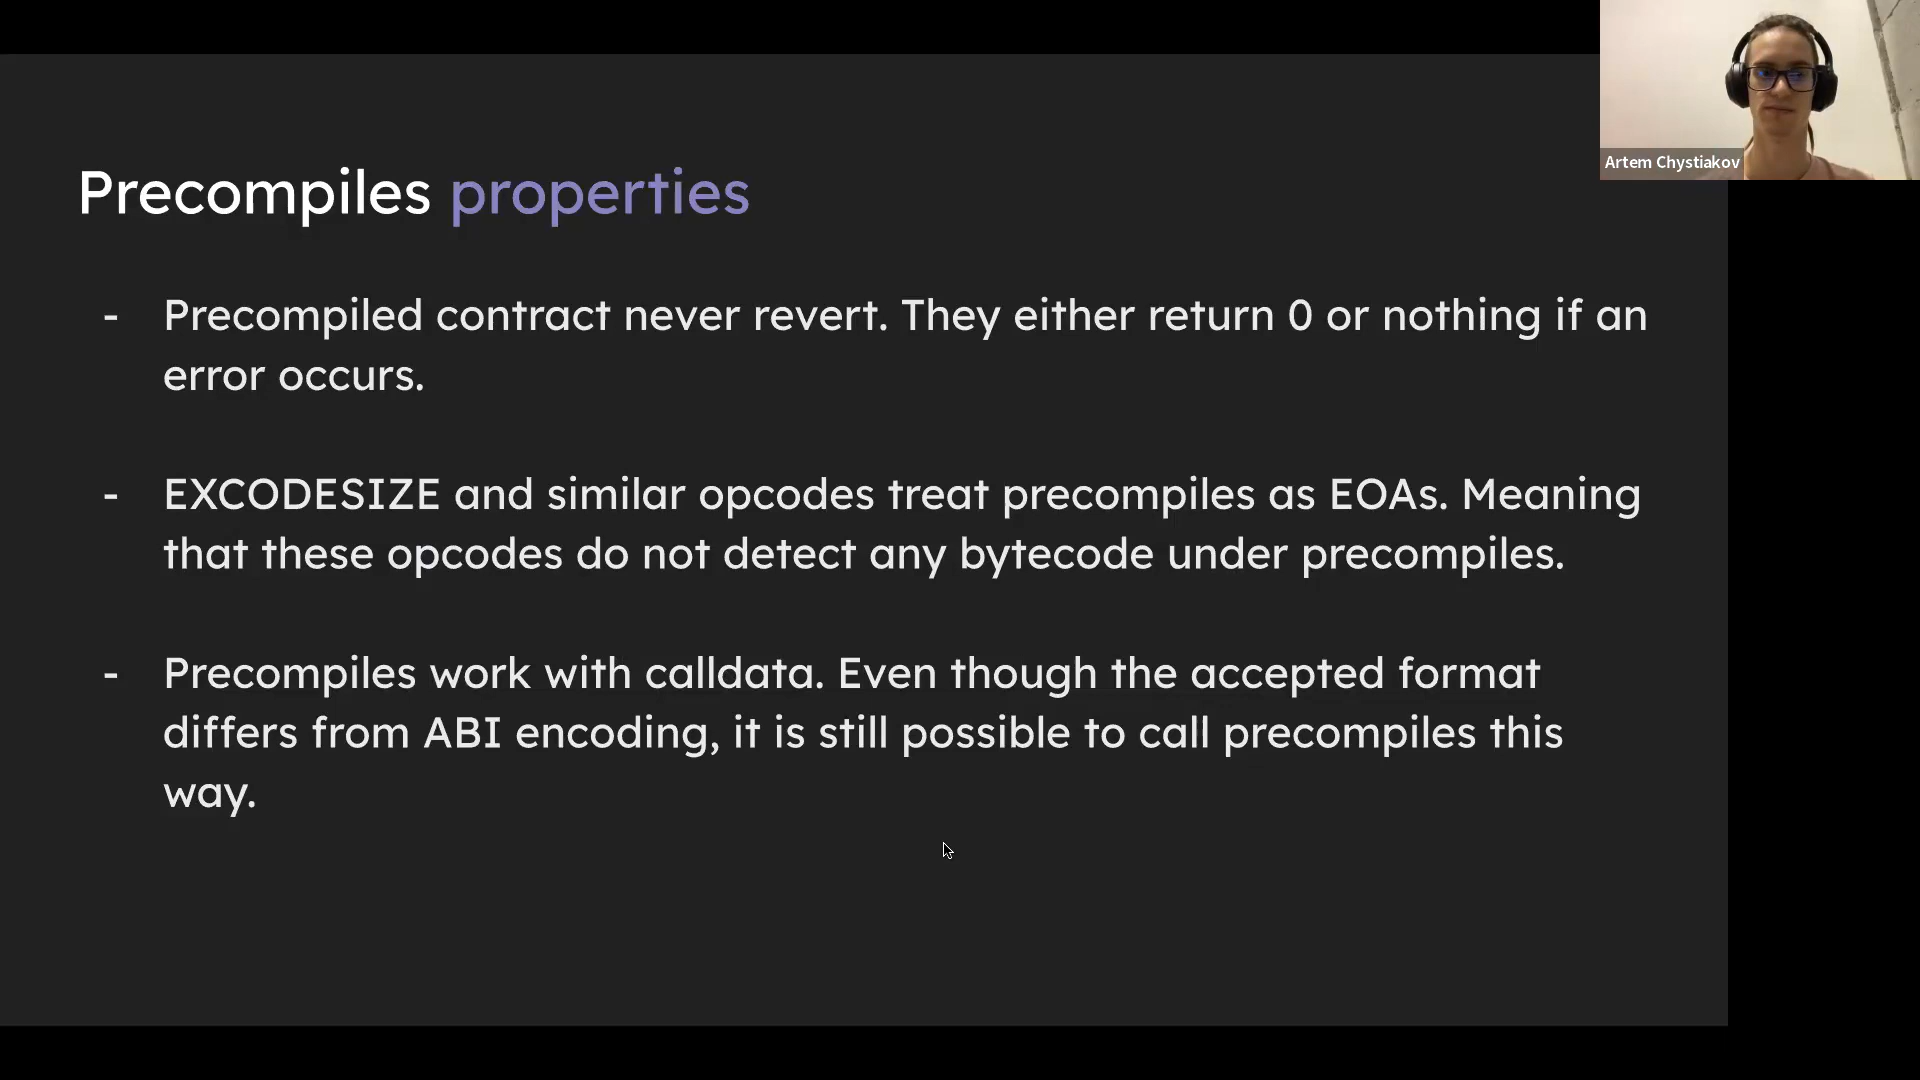 Artem Chystiakov
Precompiles properties
- Precompiled contract never revert. They either return 0 or nothing if an
error occurs.
- EXCODESIZE and similar opcodes treat precompiles as EOAs. Meaning
that these opcodes do not detect any bytecode under precompiles.
- Precompiles work with calldata. Even though the accepted format
differs from ABI encoding, it is still possible to call precompiles this
way.